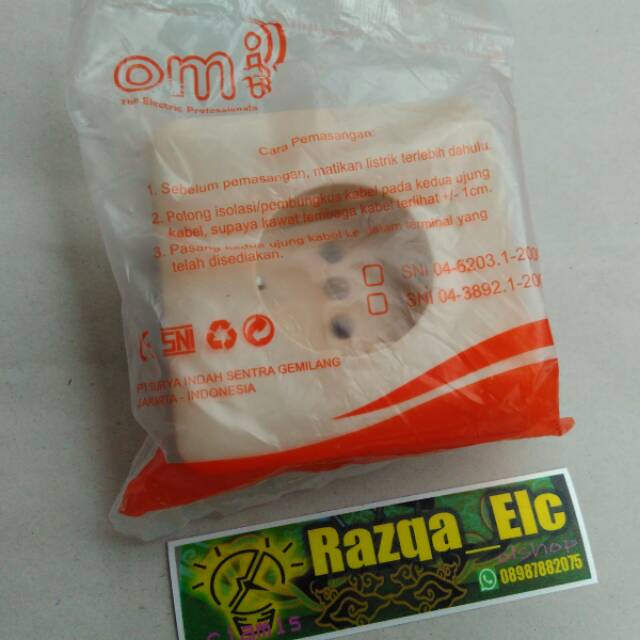 omi
The Electric Professionals
Cara Pemasangan:
1. Sebelum pemasangan, matikan listrik terlebih dahulu.
2. Potong isolasi/pembungkus kabel pada kedua ujung
kabel, supaya kawat tembaga kabel terlihat +/- 1cm.
3. Pasang kedua ujung kabel ke dalam terminal yang
telah disediakan.
SNI 04-6203.1-200
SNI 04-3892.1-20
SNI
PT SURYA INDAH SENTRA GEMILANG
JAKARTA - INDONESIA
Razqa_Elc
shop
08987882075
Ciamis